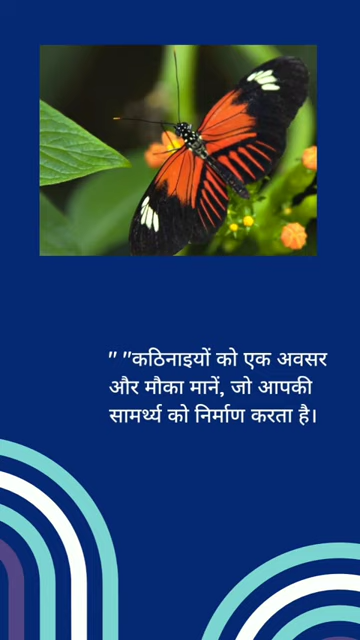 " "कठिनाइयों को एक अवसर
और मौका मानें, जो आपकी
सामर्थ्य को निर्माण करता है।